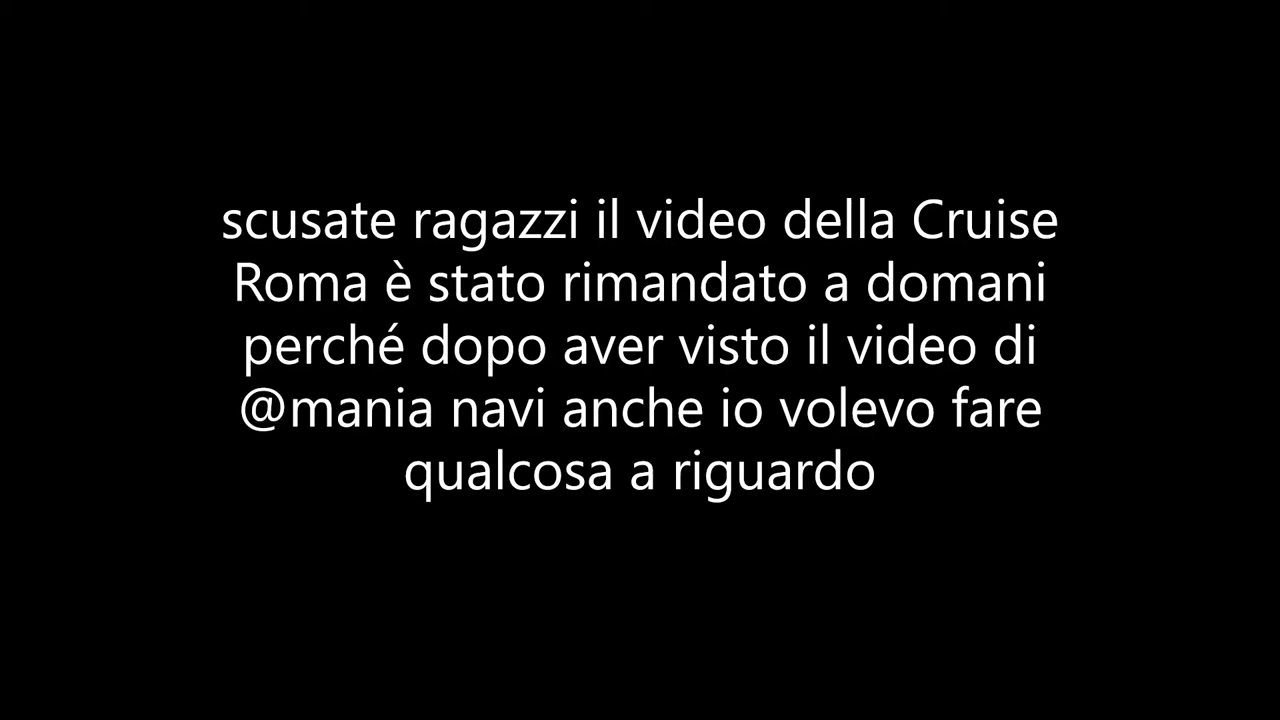 scusate ragazzi il video della Cruise
Roma è stato rimandato a domani
perché dopo aver visto il video di
@mania navi anche io volevo fare
qualcosa a riguardo